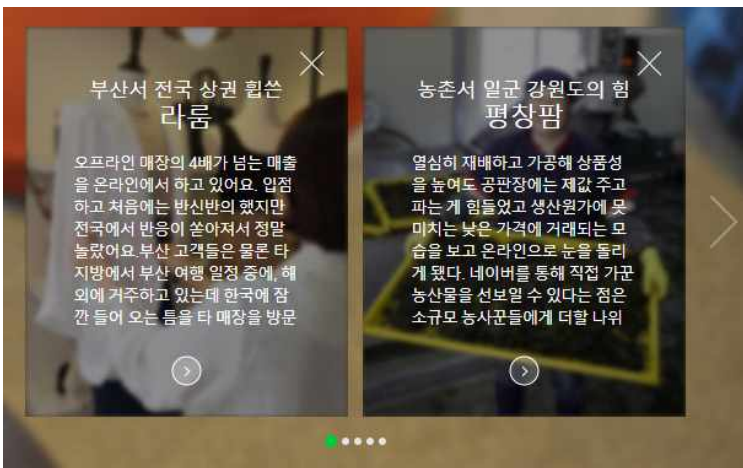 부산서 전국 상권 휩쓴
라룸
오프라인 매장의 4배가 넘는 매출
을 온라인에서 하고 있어요. 입점
하고 처음에는 반신반의 했지만
전국에서 반응이 쏟아져서 정말
놀랐어요.부산 고객들은 물론 타
지방에서 부산 여행 일정 중에, 해
외에 거주하고 있는데 한국에 잠
깐 들어 오는 틈을 타 매장을 방문
농촌서 일군 강원도의 힘
평창팜
열심히 재배하고 가공해 상품성
을 높여도 공판장에는 제값 주고
파는 게 힘들었고 생산원가에 못
미치는 낮은 가격에 거래되는 모
습을 보고 온라인으로 눈을 돌리
게 됐다. 네이버를 통해 직접 가꾼
농산물을 선보일 수 있다는 점은
소규모 농사꾼들에게 더할 나위